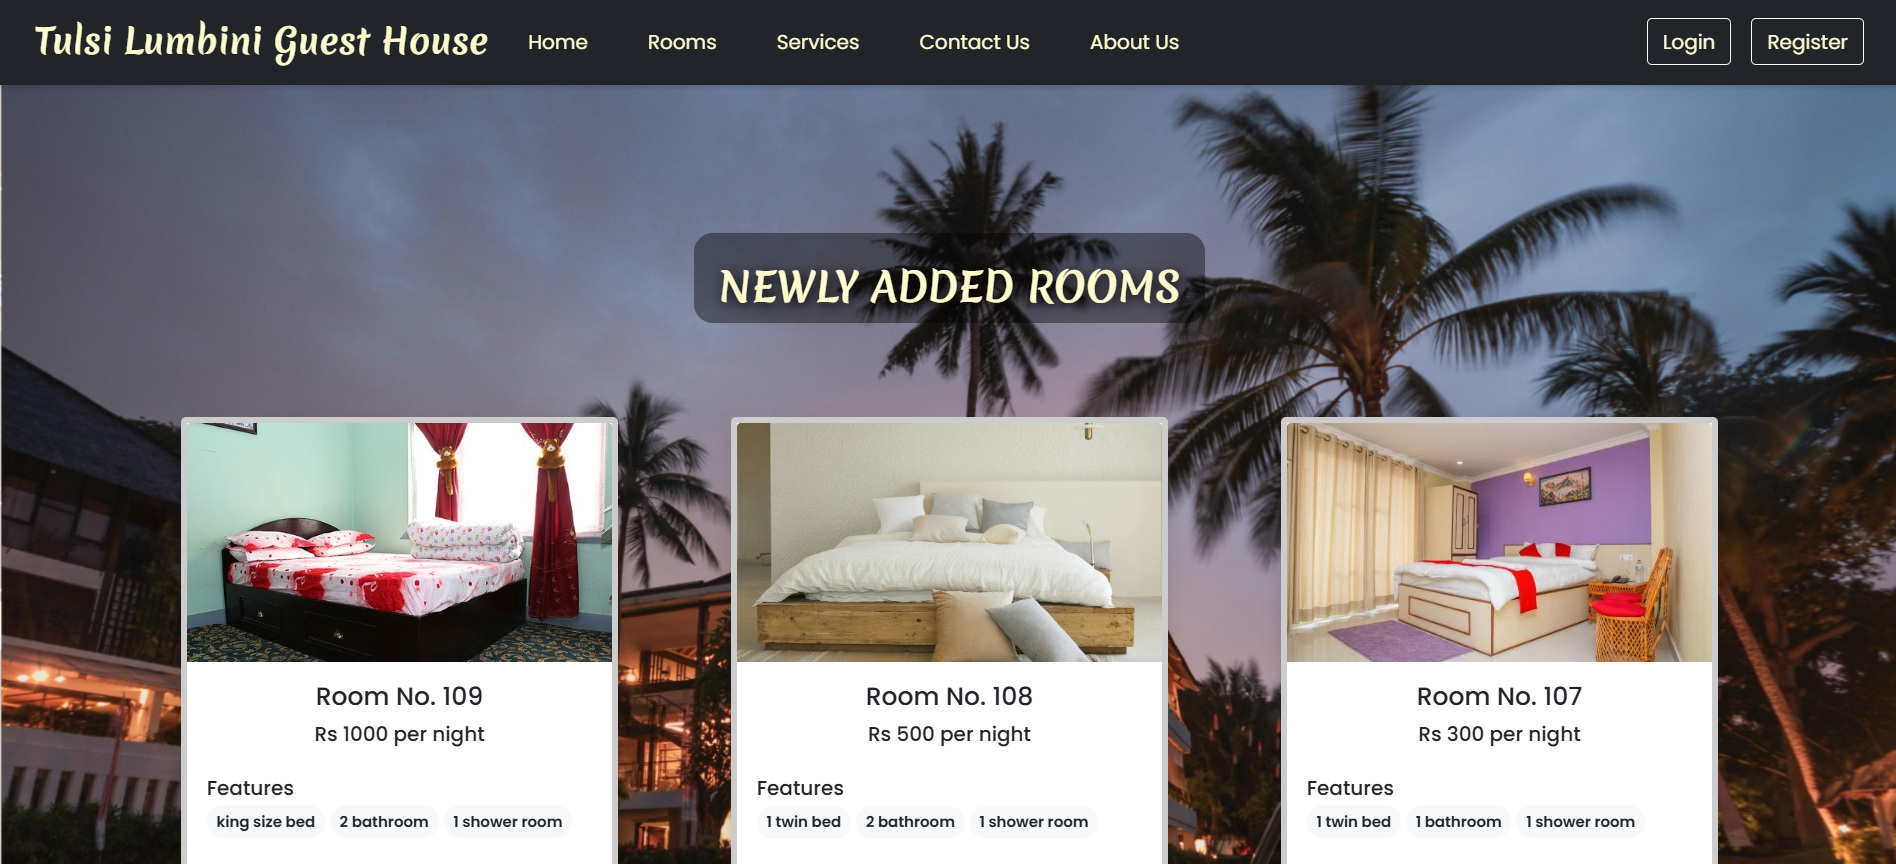 Tulsi Lumbini Guest House Home Rooms Services Contact Us About Us Login Register
NEWLY ADDED ROOMS
Room No. 109
Rs 1000 per night
Features
king size bed 2 bathroom 1 shower room
Room No. 108
Rs 500 per night
Features
1 twin bed 2 bathroom 1 shower room
Room No. 107
Rs 300 per night
Features
1 twin bed 1 bathroom 1 shower room